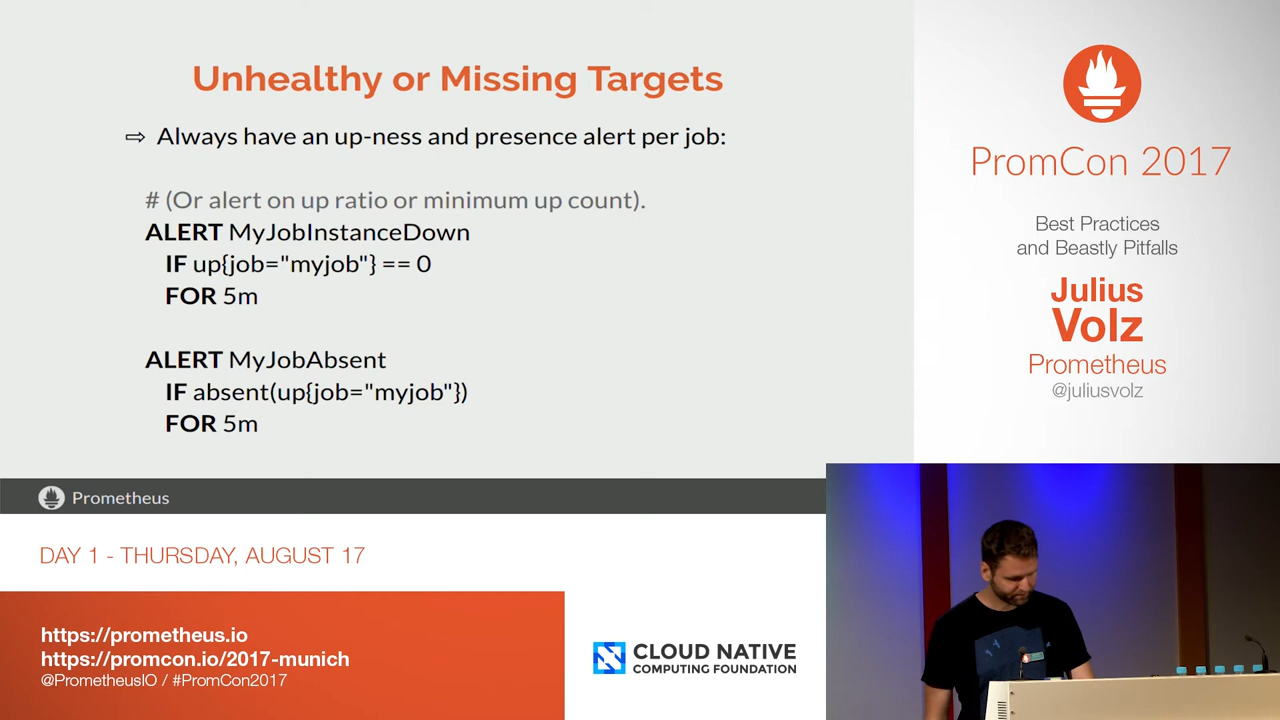 Unhealthy or Missing Targets
⇨ Always have an up-ness and presence alert per job:
# (Or alert on up ratio or minimum up count).
ALERT MyJobInstanceDown
IF up{job="myjob"} == 0
FOR 5m
ALERT MyJobAbsent
IF absent(up{job="myjob"})
FOR 5m
Prometheus
PromCon 2017
Best Practices
and Beastly Pitfalls
Julius
Volz
Prometheus
@juliusvolz
DAY 1 - THURSDAY, AUGUST 17
https://prometheus.io
https://promcon.io/2017-munich
@PrometheusIO / #PromCon2017
CLOUD NATIVE
COMPUTING FOUNDATION